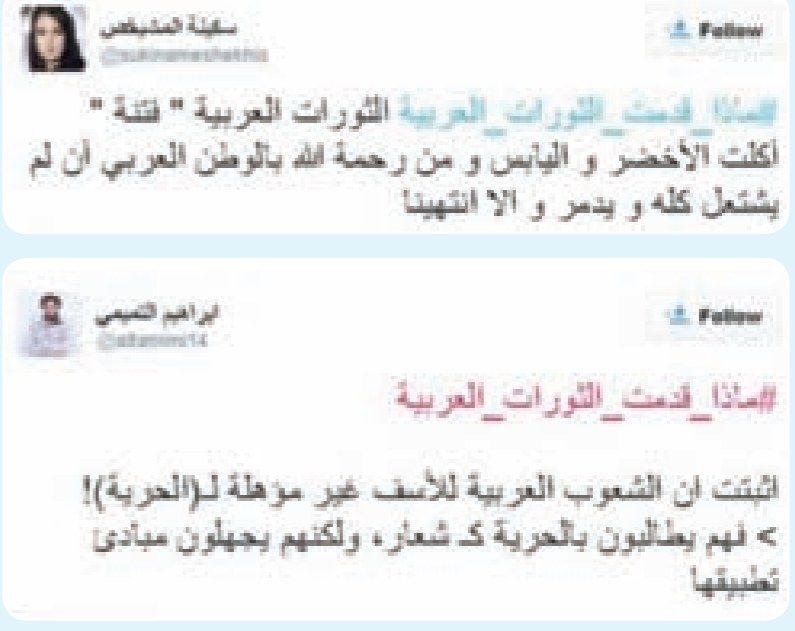 سكينة المشيخص
Follow
#ماذا_قدمت_الثورات_العربية الثورات العربية " فتنة "
أكلت الأخضر و اليابس و من رحمة الله بالوطن العربي أن لم
يشتعل كله و يدمر و الا انتهينا
ابراهيم التميمي
@altamimi14
Follow
#ماذا_قدمت_الثورات_العربية
اثبتت ان الشعوب العربية للأسف غير مؤهلة لـ(الحرية)!
> فهم يطالبون بالحرية كـ شعار، ولكنهم يجهلون مبادئ
تطبيقها